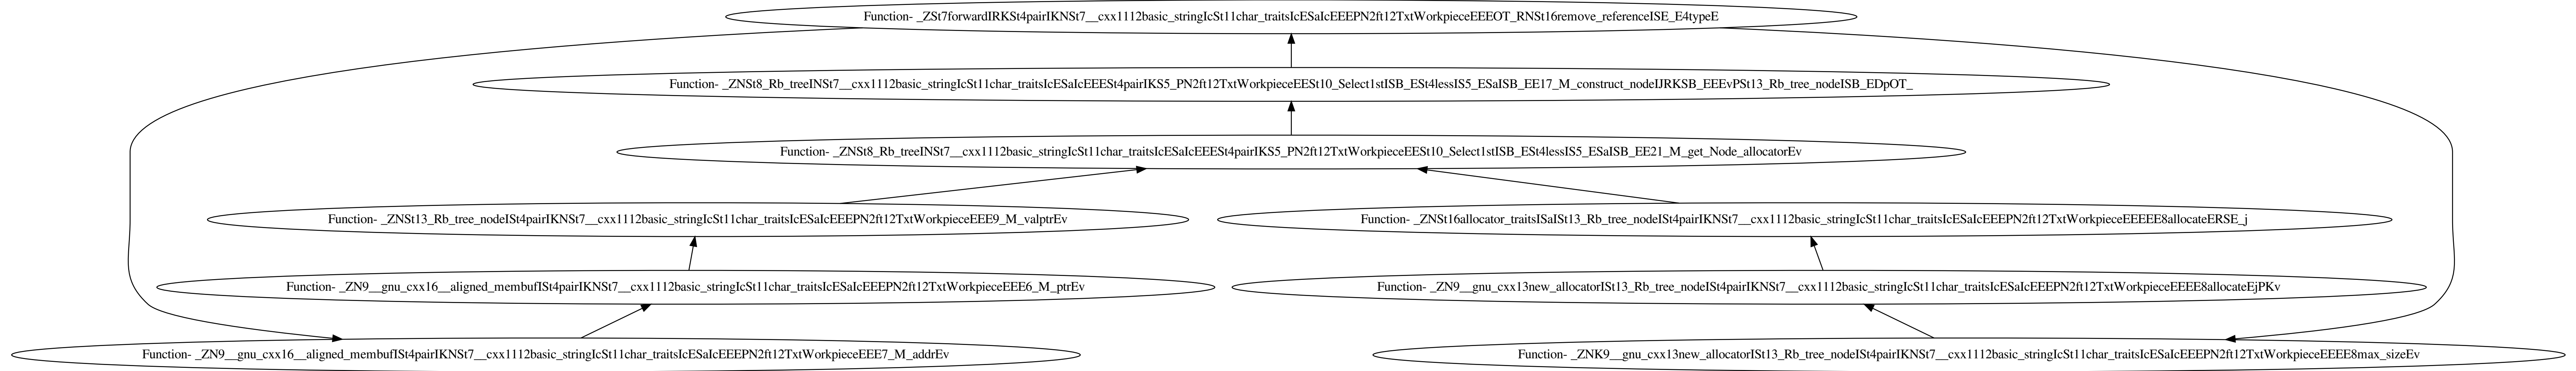 Function- _ZSt7forwardIRKSt4pairIKNSt7__cxx1112basic_stringIcSt11char_traitsIcESaIcEEEPN2ft12TxtWorkpieceEEEOT_RNSt16remove_referenceISE_E4typeE
Function- _ZNSt8_Rb_treeINSt7__cxx1112basic_stringIcSt11char_traitsIcESaIcEEESt4pairIKS5_PN2ft12TxtWorkpieceEESt10_Select1stISB_ESt4lessIS5_ESaISB_EE17_M_construct_nodeIJRKSB_EEEvPSt13_Rb_tree_nodeISB_EDpOT_
Function- _ZNSt8_Rb_treeINSt7__cxx1112basic_stringIcSt11char_traitsIcESaIcEEESt4pairIKS5_PN2ft12TxtWorkpieceEESt10_Select1stISB_ESt4lessIS5_ESaISB_EE21_M_get_Node_allocatorEv
Function- _ZNSt13_Rb_tree_nodeISt4pairIKNSt7__cxx1112basic_stringIcSt11char_traitsIcESaIcEEEPN2ft12TxtWorkpieceEEE9_M_valptrEv
Function- _ZNSt16allocator_traitsISaISt13_Rb_tree_nodeISt4pairIKNSt7__cxx1112basic_stringIcSt11char_traitsIcESaIcEEEPN2ft12TxtWorkpieceEEEEE8allocateERSE_j
Function- _ZN9__gnu_cxx16__aligned_membufISt4pairIKNSt7__cxx1112basic_stringIcSt11char_traitsIcESaIcEEEPN2ft12TxtWorkpieceEEE6_M_ptrEv
Function- _ZN9__gnu_cxx13new_allocatorISt13_Rb_tree_nodeISt4pairIKNSt7__cxx1112basic_stringIcSt11char_traitsIcESaIcEEEPN2ft12TxtWorkpieceEEEE8allocateEjPKv
Function- _ZN9__gnu_cxx16__aligned_membufISt4pairIKNSt7__cxx1112basic_stringIcSt11char_traitsIcESaIcEEEPN2ft12TxtWorkpieceEEE7_M_addrEv
Function- _ZNK9__gnu_cxx13new_allocatorISt13_Rb_tree_nodeISt4pairIKNSt7__cxx1112basic_stringIcSt11char_traitsIcESaIcEEEPN2ft12TxtWorkpieceEEEE8max_sizeEv